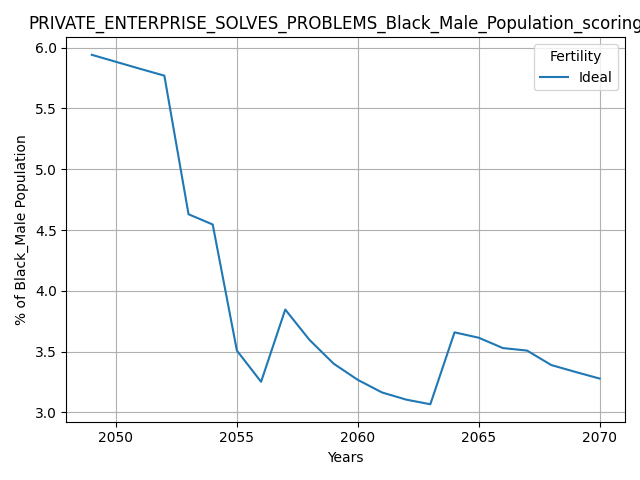 PRIVATE_ENTERPRISE_SOLVES_PROBLEMS_Black_Male_Population_scoring
Fertility
Ideal
6.0
5.5
5.0
4.5
4.0
3.5
3.0
% of Black_Male Population
2050 2055 2060 2065 2070
Years